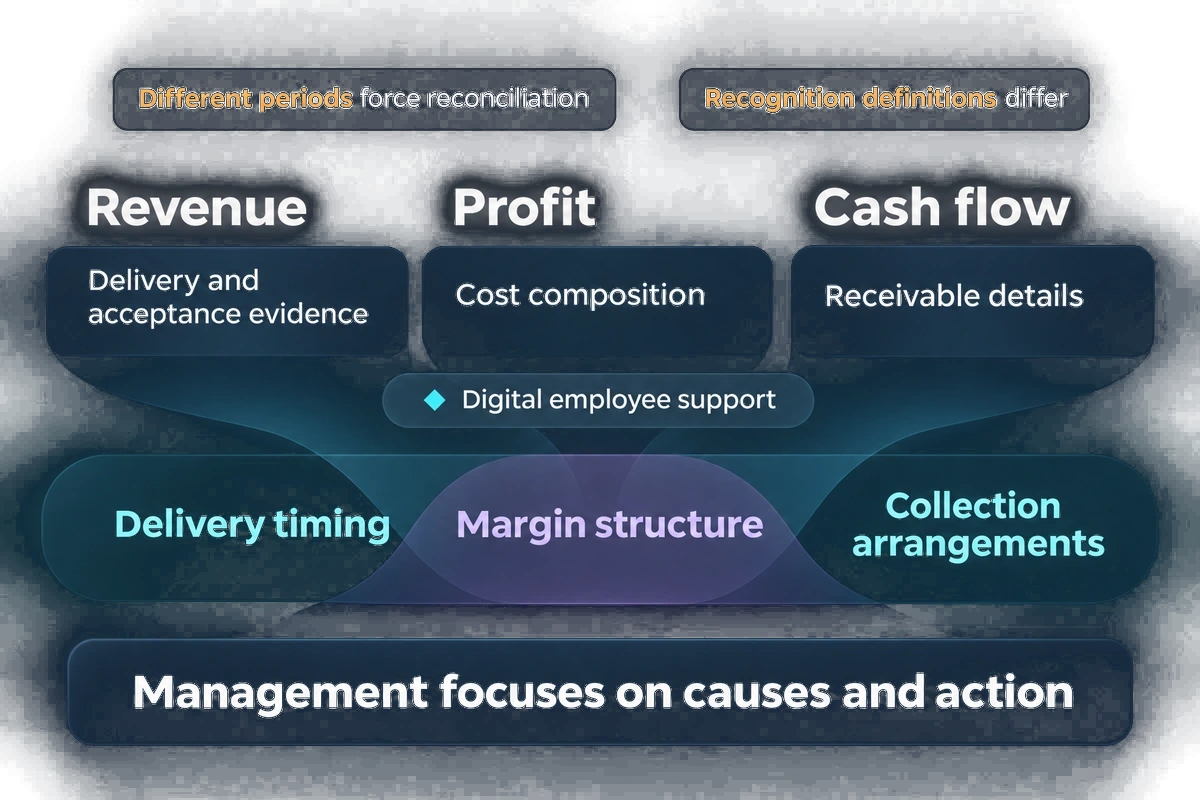 Different periods force reconciliation
Recognition definitions differ
Revenue
Profit
Cash flow
Delivery and
acceptance evidence
Cost composition
Receivable details
Digital employee support
Delivery timing
Margin structure
Collection
arrangements
Management focuses on causes and action